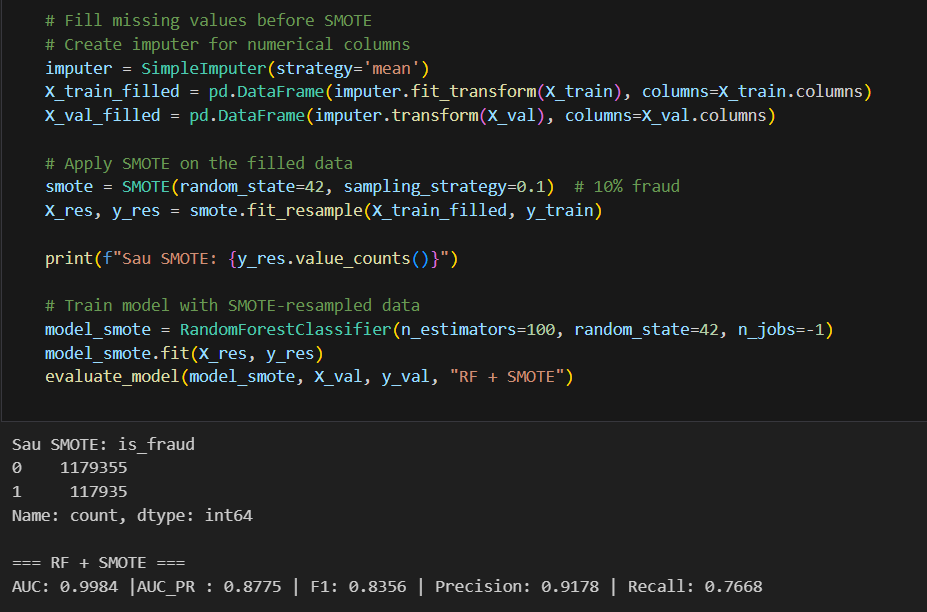 # Fill missing values before SMOTE
# Create imputer for numerical columns
imputer = SimpleImputer(strategy='mean')
X_train_filled = pd.DataFrame(imputer.fit_transform(X_train), columns=X_train.columns)
X_val_filled = pd.DataFrame(imputer.transform(X_val), columns=X_val.columns)
# Apply SMOTE on the filled data
smote = SMOTE(random_state=42, sampling_strategy=0.1)  # 10% fraud
X_res, y_res = smote.fit_resample(X_train_filled, y_train)
print(f"Sau SMOTE: {y_res.value_counts()}")
# Train model with SMOTE-resampled data
model_smote = RandomForestClassifier(n_estimators=100, random_state=42, n_jobs=-1)
model_smote.fit(X_res, y_res)
evaluate_model(model_smote, X_val, y_val, "RF + SMOTE")
Sau SMOTE: is_fraud
0    1179355
1     117935
Name: count, dtype: int64
=== RF + SMOTE ===
AUC: 0.9984 |AUC_PR : 0.8775 | F1: 0.8356 | Precision: 0.9178 | Recall: 0.7668